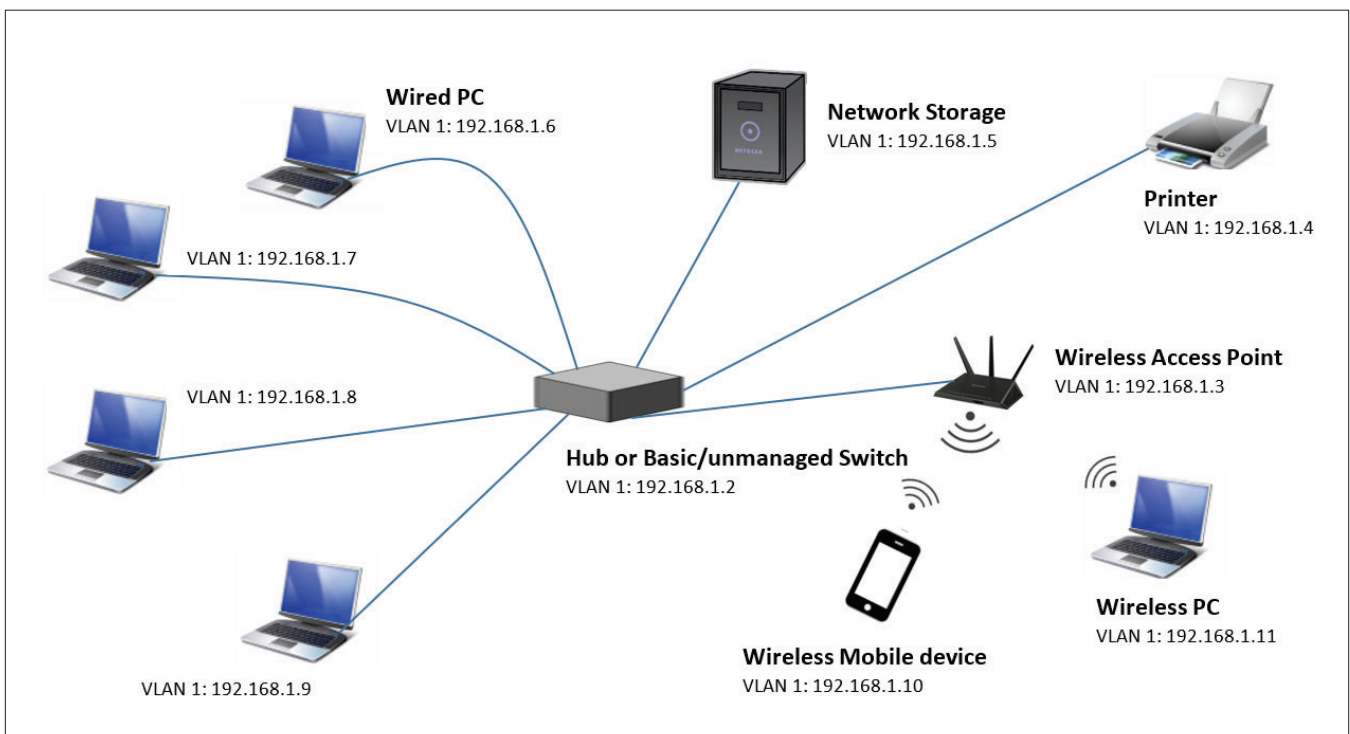 Wired PC
VLAN 1: 192.168.1.6
Network Storage
VLAN 1: 192.168.1.5
NETGEAR
Printer
VLAN 1: 192.168.1.4
VLAN 1: 192.168.1.7
Wireless Access Point
VLAN 1: 192.168.1.3
VLAN 1: 192.168.1.8
Hub or Basic/unmanaged Switch
VLAN 1: 192.168.1.2
Wireless PC
VLAN 1: 192.168.1.11
Wireless Mobile device
VLAN 1: 192.168.1.10
VLAN 1: 192.168.1.9